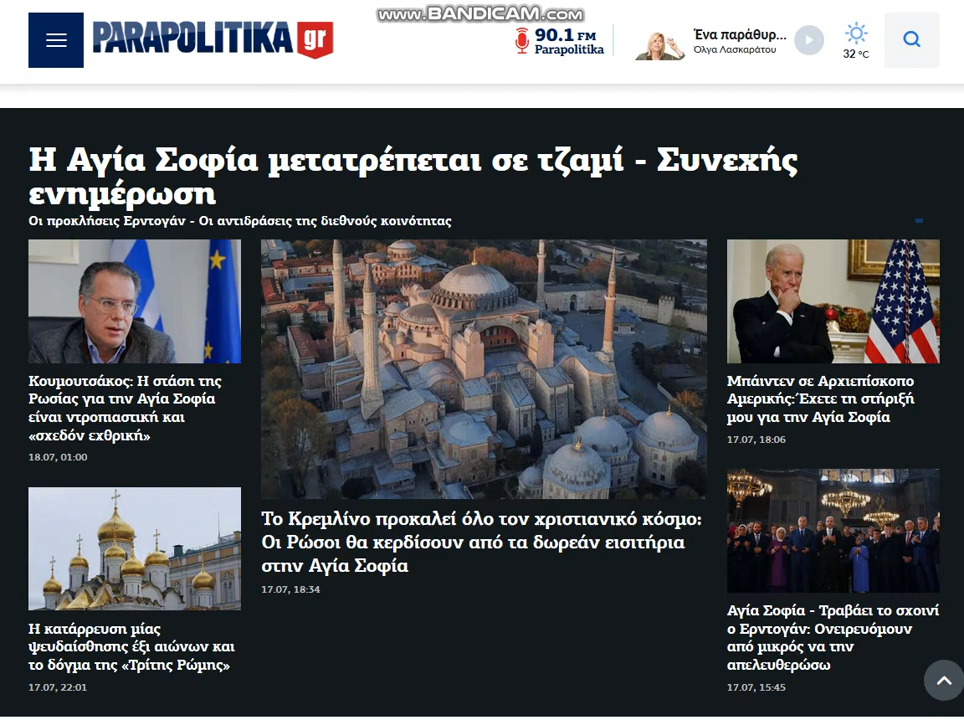 www.BANDICAM.com
PARAPOLITIKA gr
90.1 FM
Parapolitika
Ένα παράθυρ...
Όλγα Λασκαράτου
32 °C
Η Αγία Σοφία μετατρέπεται σε τζαμί - Συνεχής
ενημέρωση
Οι προκλήσεις Ερντογάν - Οι αντιδράσεις της διεθνούς κοινότητας
Κουμουτσάκος: Η στάση της
Ρωσίας για την Αγία Σοφία
είναι ντροπιαστική και
«σχεδόν εχθρική»
18.07, 01:00
Η κατάρρευση μίας
ψευδαίσθησης έξι αιώνων και
το δόγμα της «Τρίτης Ρώμης»
17.07, 22:01
Το Κρεμλίνο προκαλεί όλο τον χριστιανικό κόσμο:
Οι Ρώσοι θα κερδίσουν από τα δωρεάν εισιτήρια
στην Αγία Σοφία
17.07, 18:34
Μπάιντεν σε Αρχιεπίσκοπο
Αμερικής: Έχετε τη στήριξή
μου για την Αγία Σοφία
17.07, 18:06
Αγία Σοφία - Τραβάει το σχοινί
ο Ερντογάν: Ονειρευόμουν
από μικρός να την
απελευθερώσω
17.07, 15:45